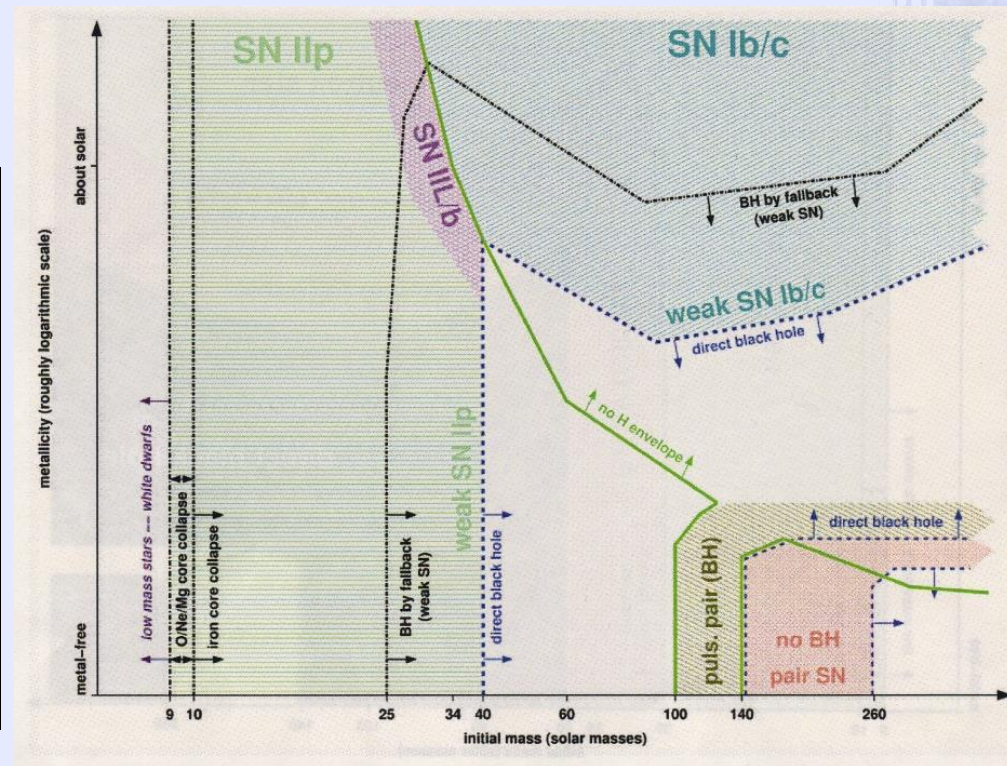 SN IIp
SN Ib/c
SN IIL/b
about solar
metallicity (roughly logarithmic scale)
metal-free
BH by fallback
(weak SN)
weak SN Ib/c
direct black hole
no H envelope
low mass stars -- white dwarfs
O/Ne/Mg core collapse
iron core collapse
BH by fallback
(weak SN)
weak SN IIp
direct black hole
puls. pair (BH)
direct black hole
no BH
pair SN
9 10 25 34 40 60 100 140 260
initial mass (solar masses)